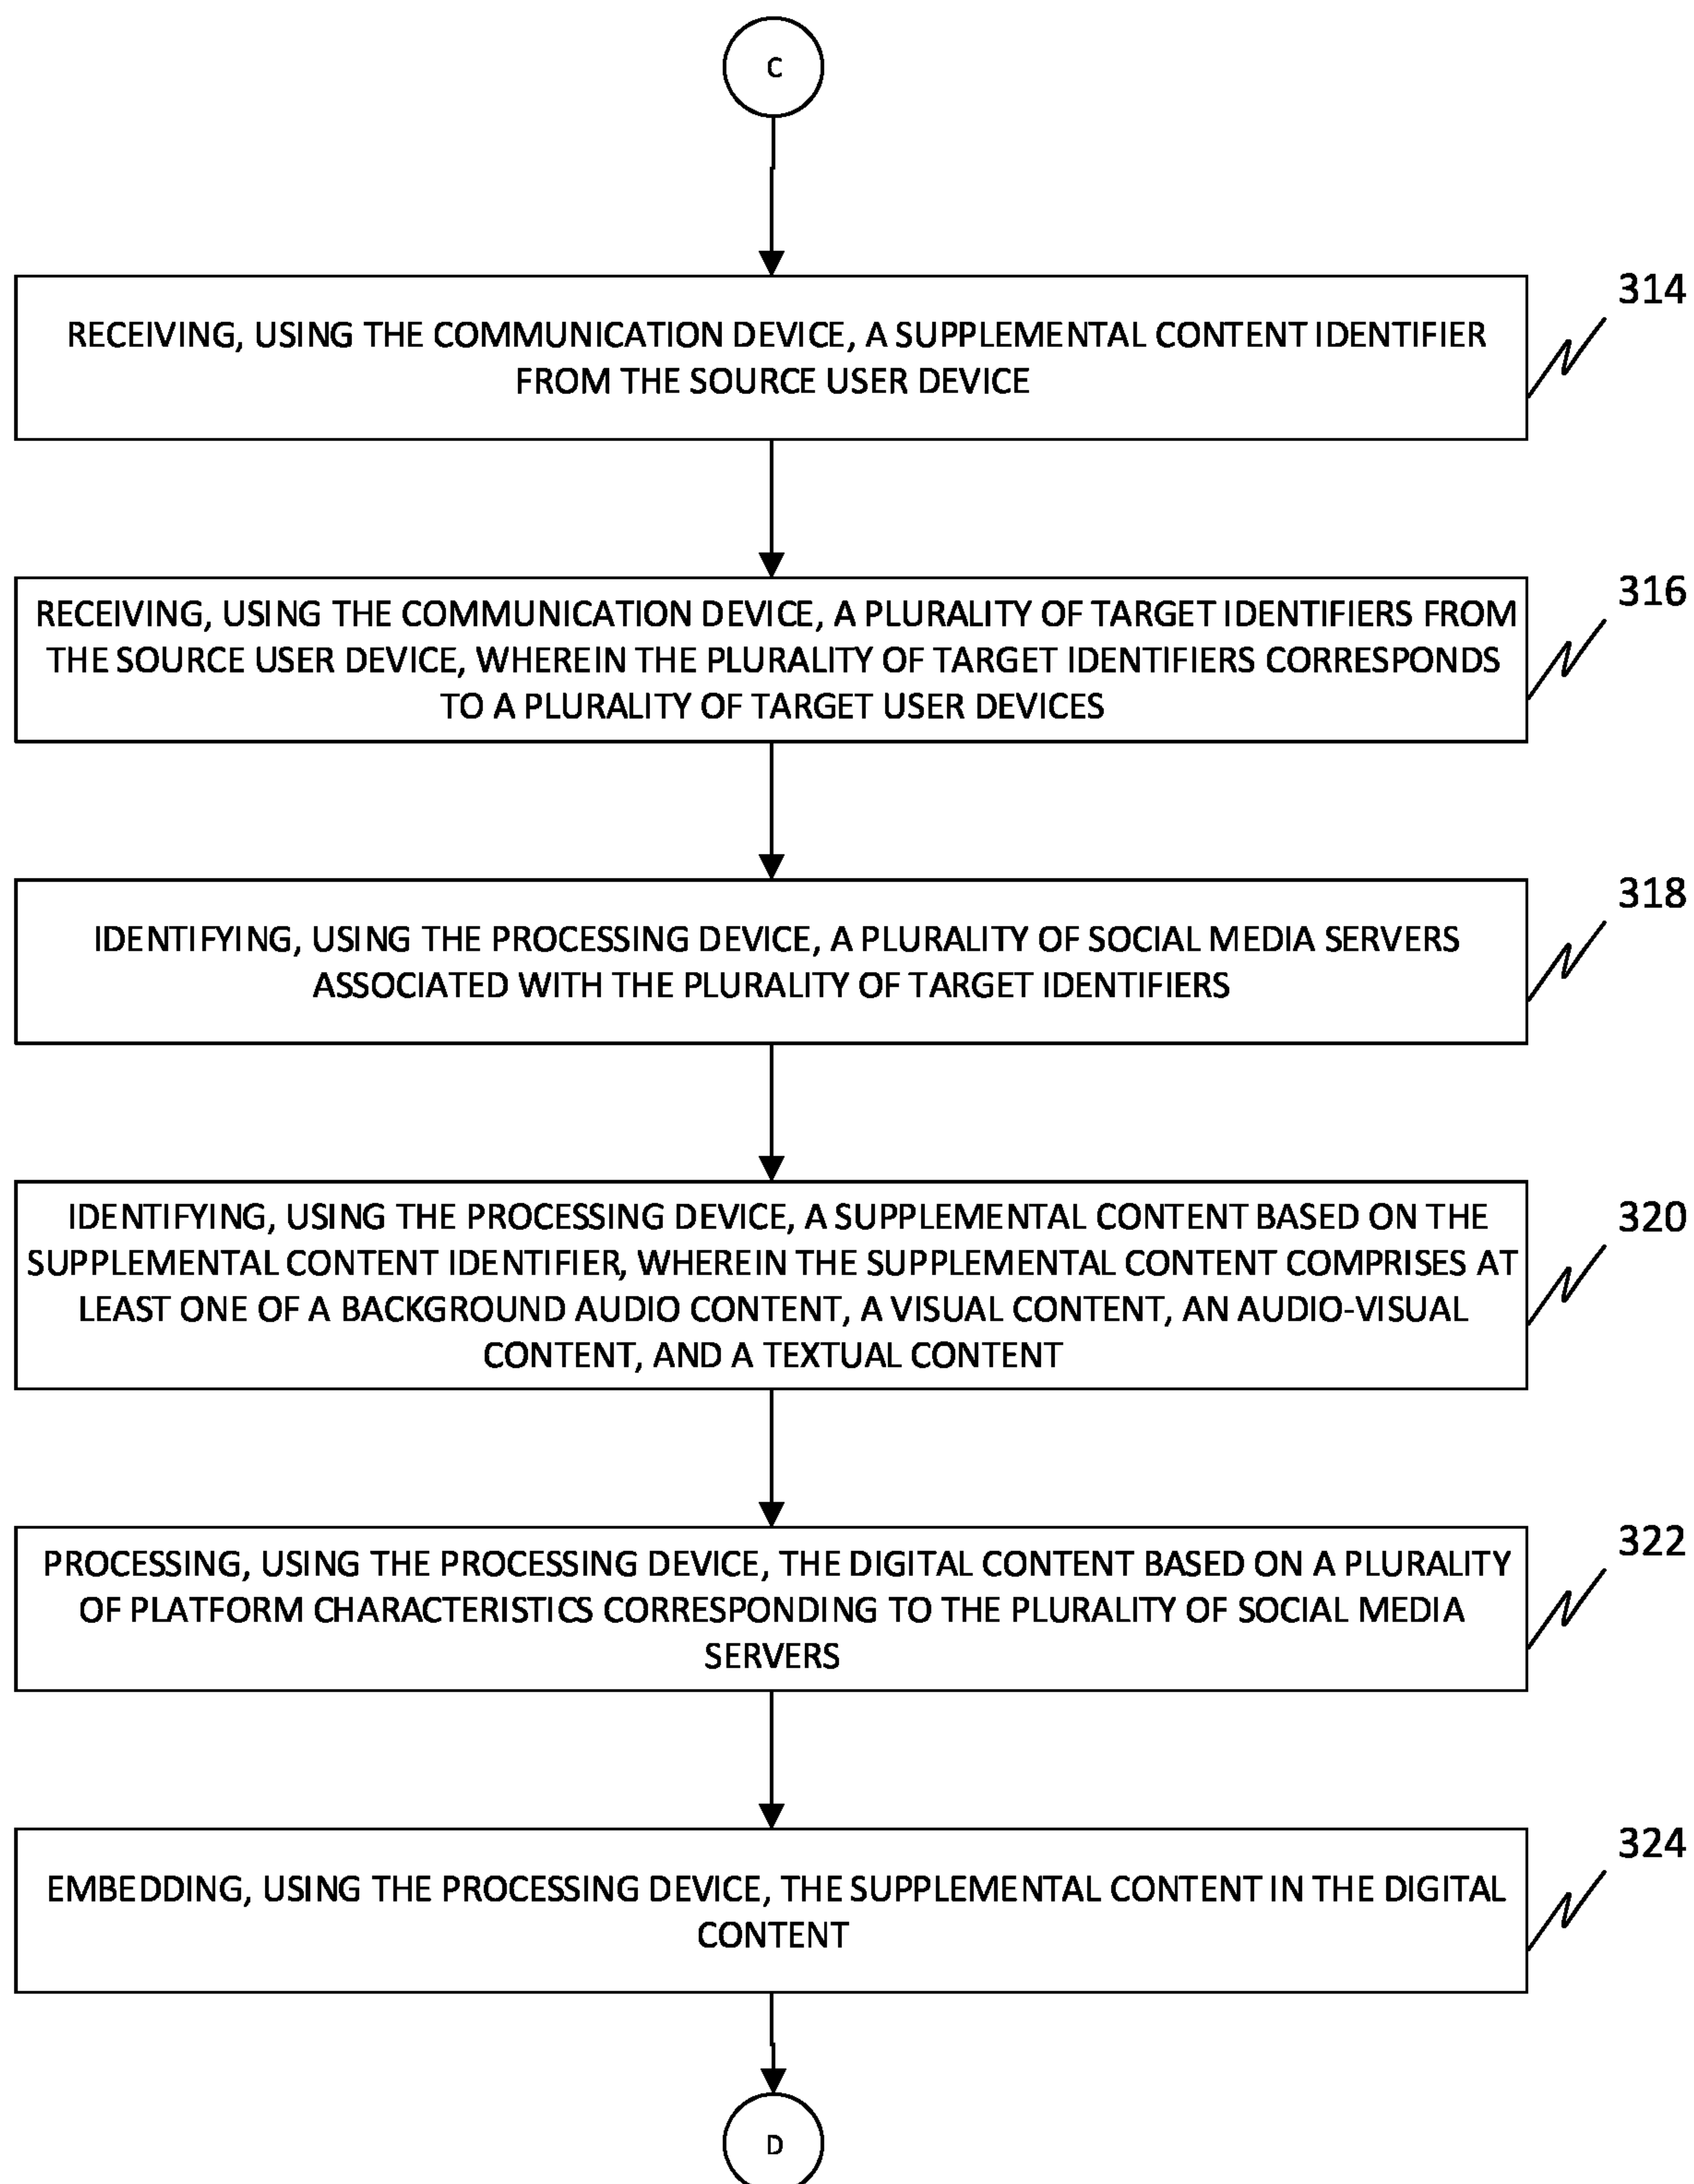 C
314
RECEIVING, USING THE COMMUNICATION DEVICE, A SUPPLEMENTAL CONTENT IDENTIFIER
FROM THE SOURCE USER DEVICE
316
RECEIVING, USING THE COMMUNICATION DEVICE, A PLURALITY OF TARGET IDENTIFIERS FROM
THE SOURCE USER DEVICE, WHEREIN THE PLURALITY OF TARGET IDENTIFIERS CORRESPONDS
TO A PLURALITY OF TARGET USER DEVICES
318
IDENTIFYING, USING THE PROCESSING DEVICE, A PLURALITY OF SOCIAL MEDIA SERVERS
ASSOCIATED WITH THE PLURALITY OF TARGET IDENTIFIERS
320
IDENTIFYING, USING THE PROCESSING DEVICE, A SUPPLEMENTAL CONTENT BASED ON THE
SUPPLEMENTAL CONTENT IDENTIFIER, WHEREIN THE SUPPLEMENTAL CONTENT COMPRISES AT
LEAST ONE OF A BACKGROUND AUDIO CONTENT, A VISUAL CONTENT, AN AUDIO-VISUAL
CONTENT, AND A TEXTUAL CONTENT
322
PROCESSING, USING THE PROCESSING DEVICE, THE DIGITAL CONTENT BASED ON A PLURALITY
OF PLATFORM CHARACTERISTICS CORRESPONDING TO THE PLURALITY OF SOCIAL MEDIA
SERVERS
324
EMBEDDING, USING THE PROCESSING DEVICE, THE SUPPLEMENTAL CONTENT IN THE DIGITAL
CONTENT
D